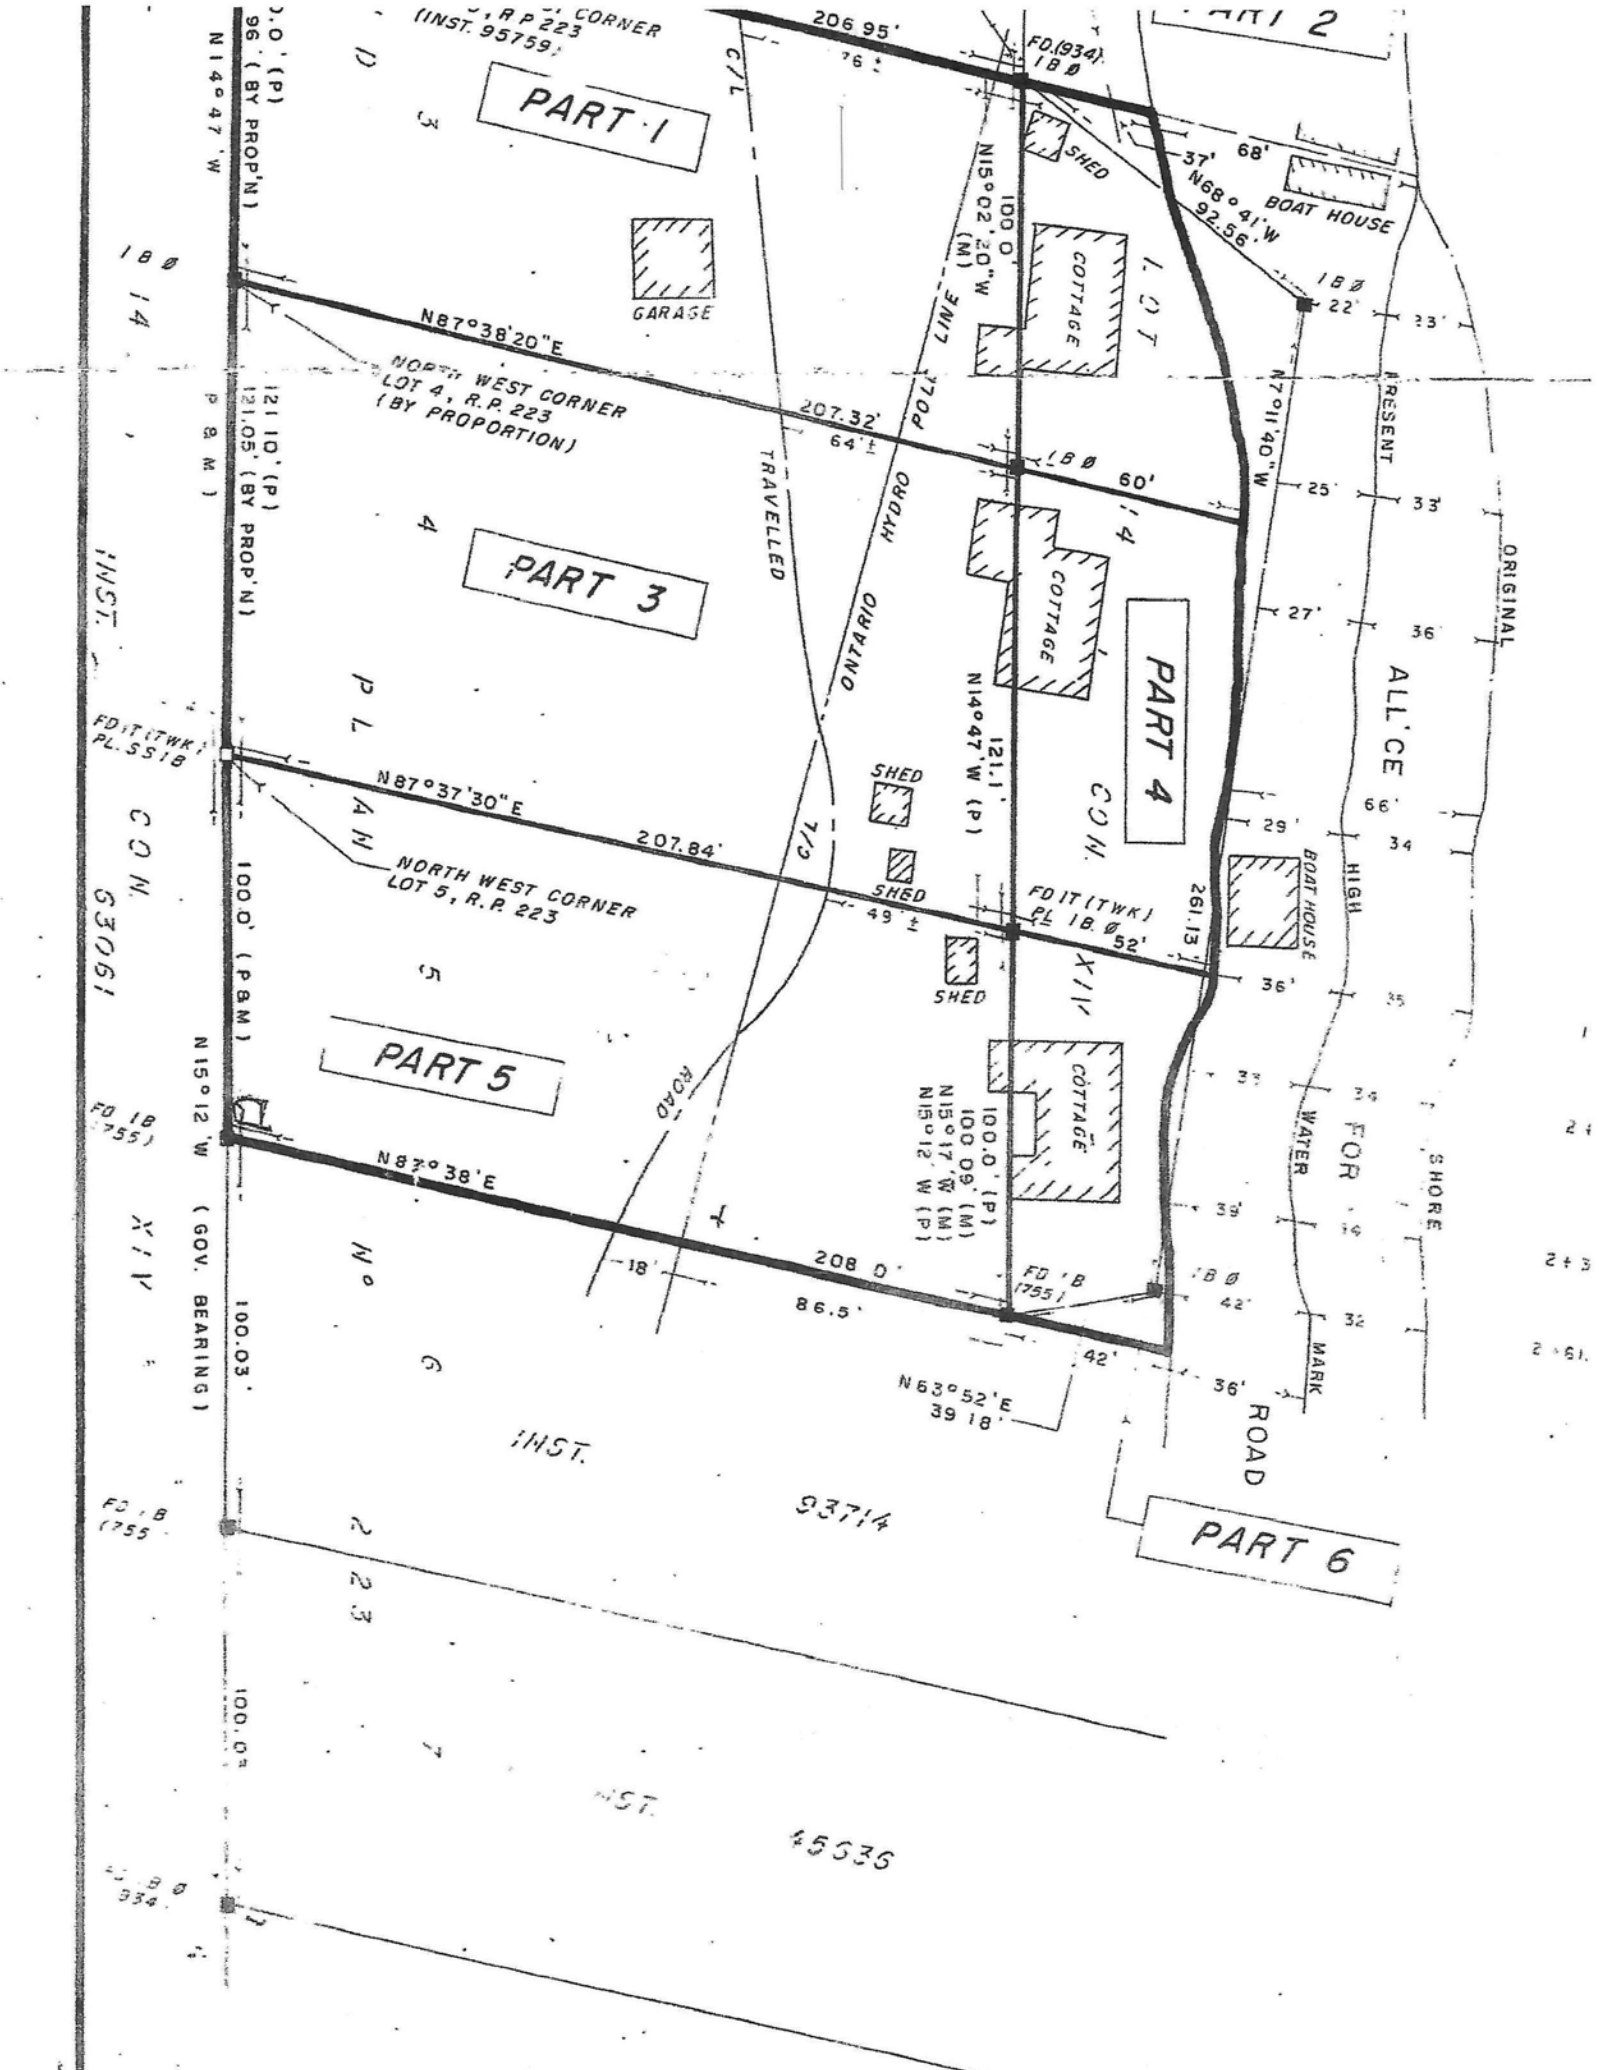 CORNER
R P 223
(INST. 95759)
206.95'
76 ±
FD.(934)
IB Ø
PART 2
.0' (P)
96' (BY PROP'N)
N14°47'W
D
3
PART 1
C/L
SHED
37'
68'
N68°41'W
92.56'
BOAT HOUSE
100 0'
N15°02'20"W
(M)
COTTAGE
LOT
IB Ø
14
GARAGE
LINE
POLE
IB Ø
22'
23'
N87°38'20"E
NORTH WEST CORNER
LOT 4, R.P. 223
(BY PROPORTION)
207.32'
64'±
N7°11'40"W
PRESENT
121 10' (P)
121.05' (BY PROP'N)
P & M)
TRAVELLED
HYDRO
IB Ø
60'
14
25'
33'
ORIGINAL
4
PART 3
INST.
ONTARIO
COTTAGE
27'
36'
PART 4
ALL'CE
PLAN
N14°47'W (P)
121.1'
CON.
66'
FD IT (TWK)
PL. SSIB
CON.
N87°37'30"E
207.84'
SHED
C/L
29'
34
NORTH WEST CORNER
LOT 5, R.P. 223
SHED
49'±
FD IT (TWK)
PL IB. Ø
52'
261.13'
BOAT HOUSE
HIGH
63061
100.0' (P&M)
5
SHED
XIV
36'
35
PART 5
ROAD
COTTAGE
33'
34
FOR
WATER
SHORE
N15°12'W (GOV. BEARING)
FD IB
(755)
100.0' (P)
100 09' (M)
N15°17'W (M)
N15°12'W (P)
N87°38'E
XIV
Nº
18'
208 0'
86.5'
FD IB
(755)
IB Ø
39'
42'
32
MARK
100.03'
42'
36'
N63°52'E
39 18'
6
INST.
ROAD
93714
PART 6
FD IB
(755
223
100.0
7
934